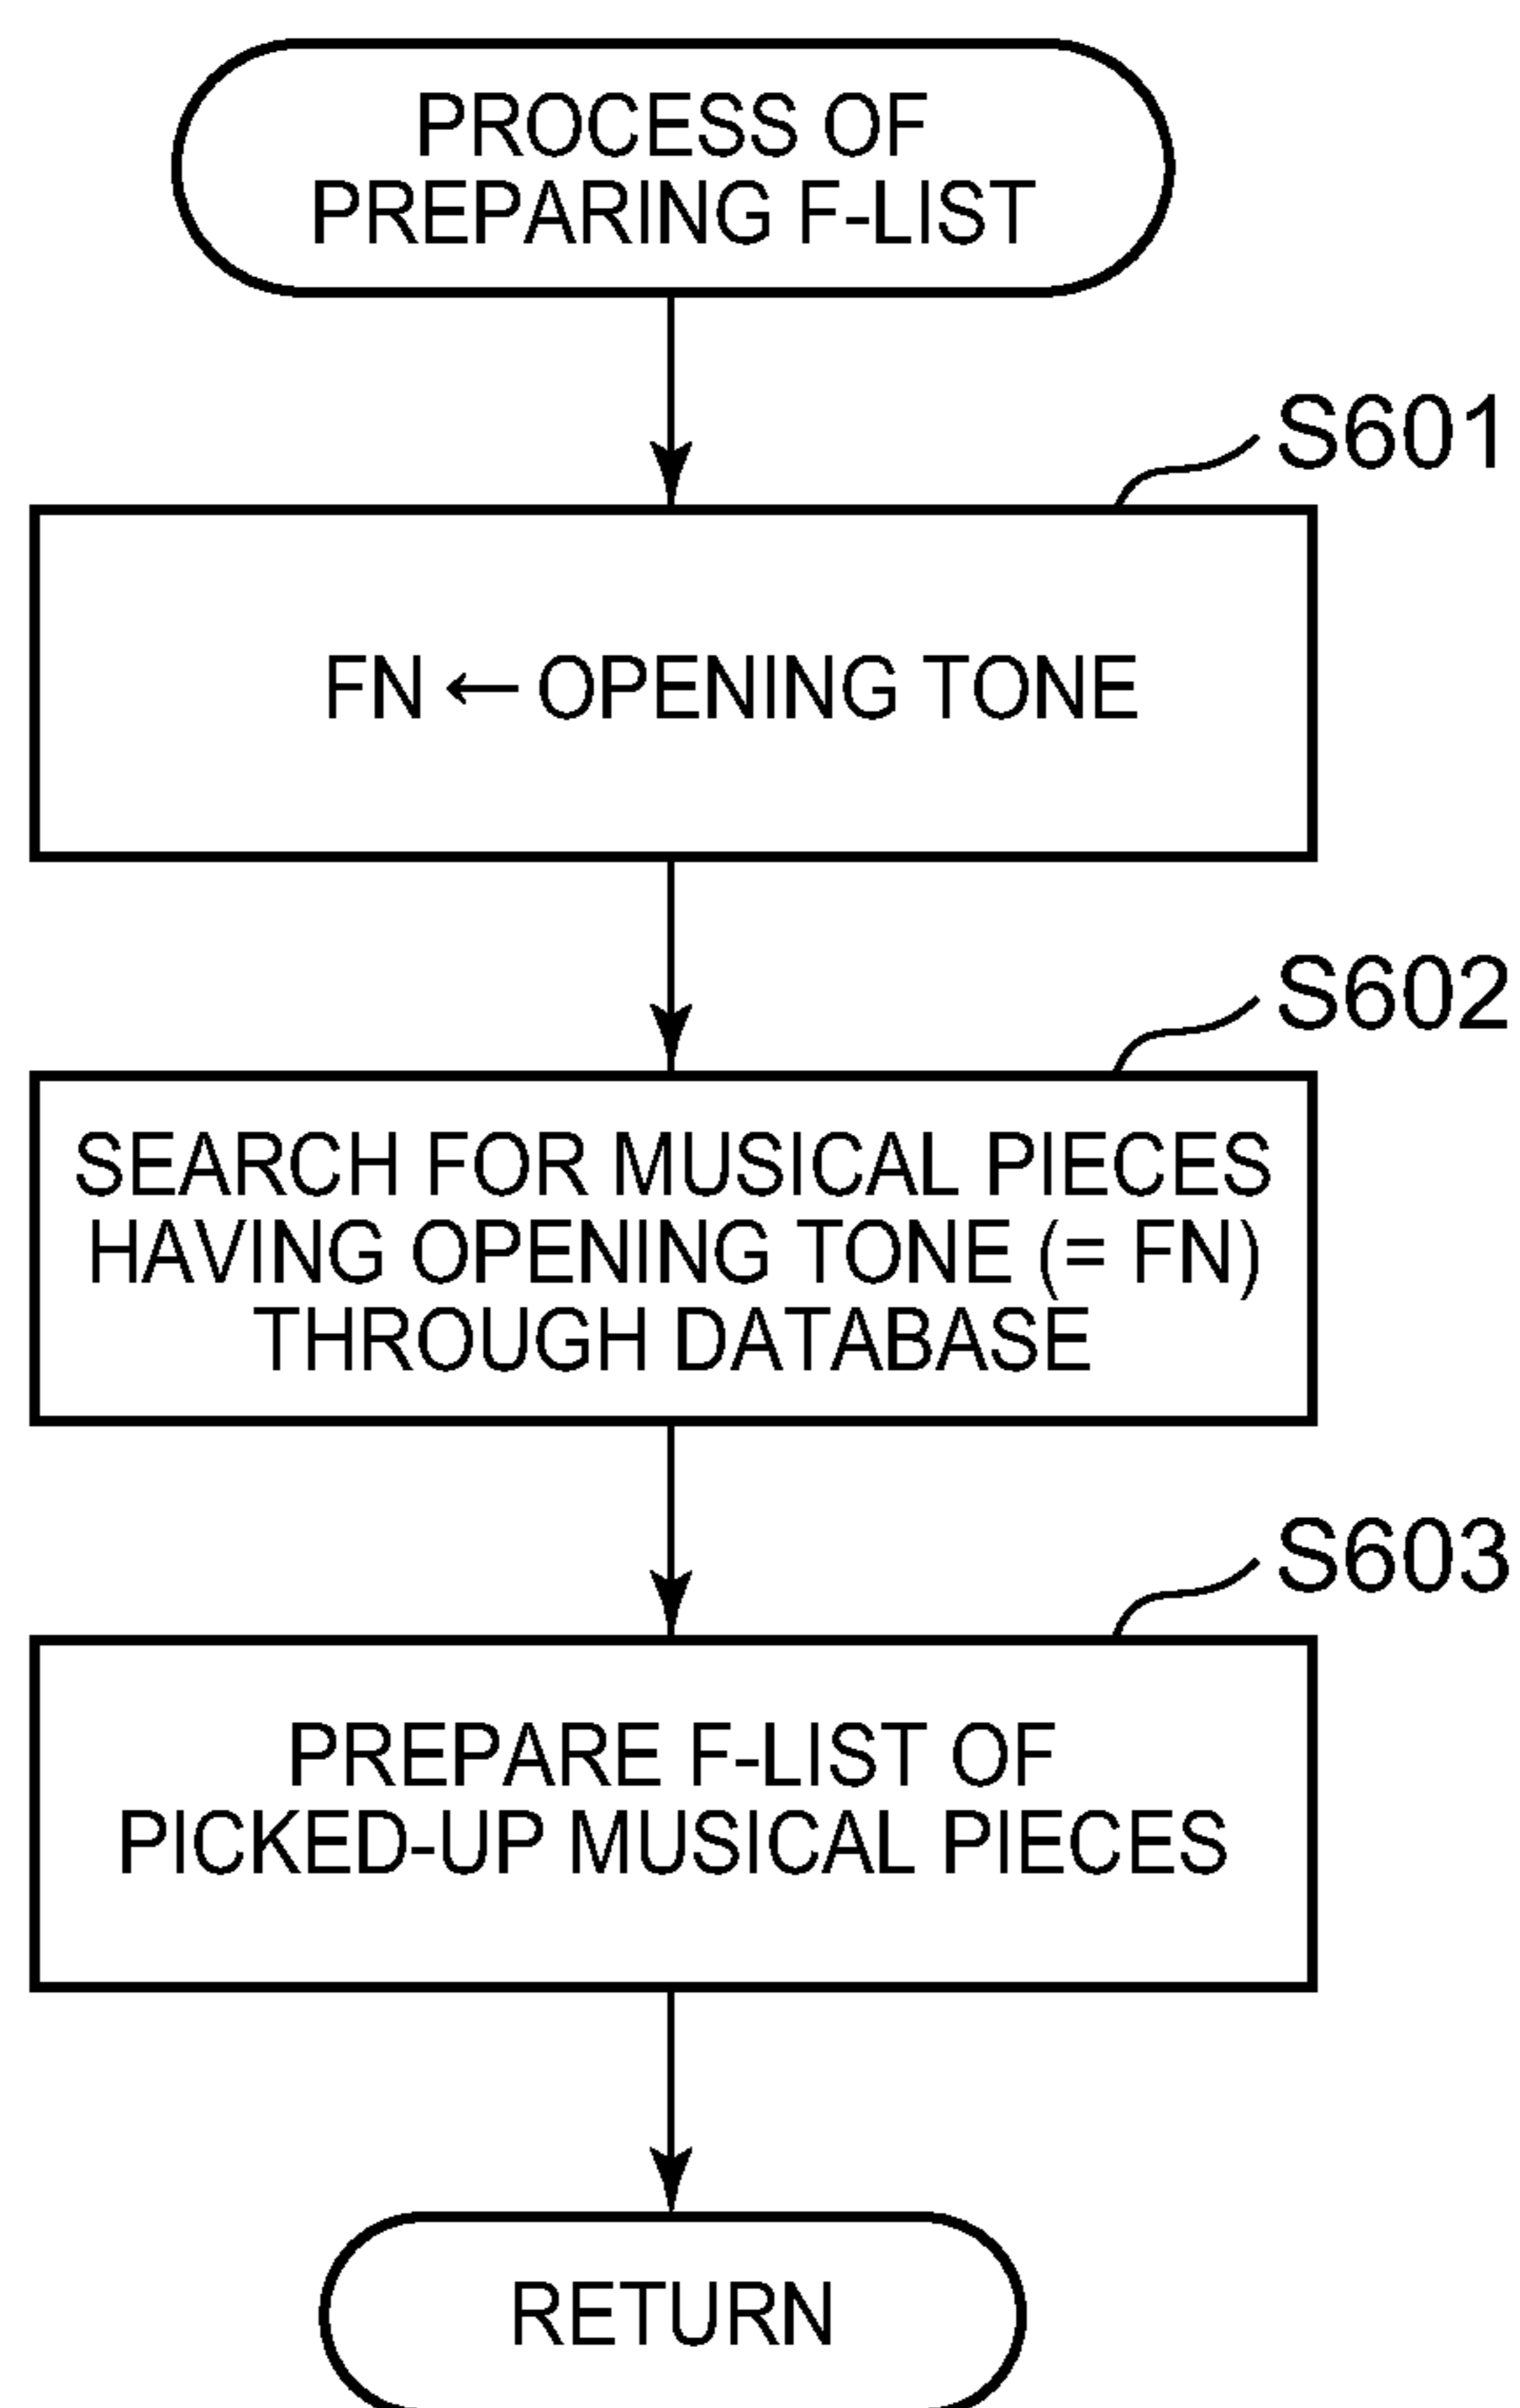 PROCESS OF
PREPARING F-LIST
S601
FN ← OPENING TONE
S602
SEARCH FOR MUSICAL PIECES
HAVING OPENING TONE (= FN)
THROUGH DATABASE
S603
PREPARE F-LIST OF
PICKED-UP MUSICAL PIECES
RETURN